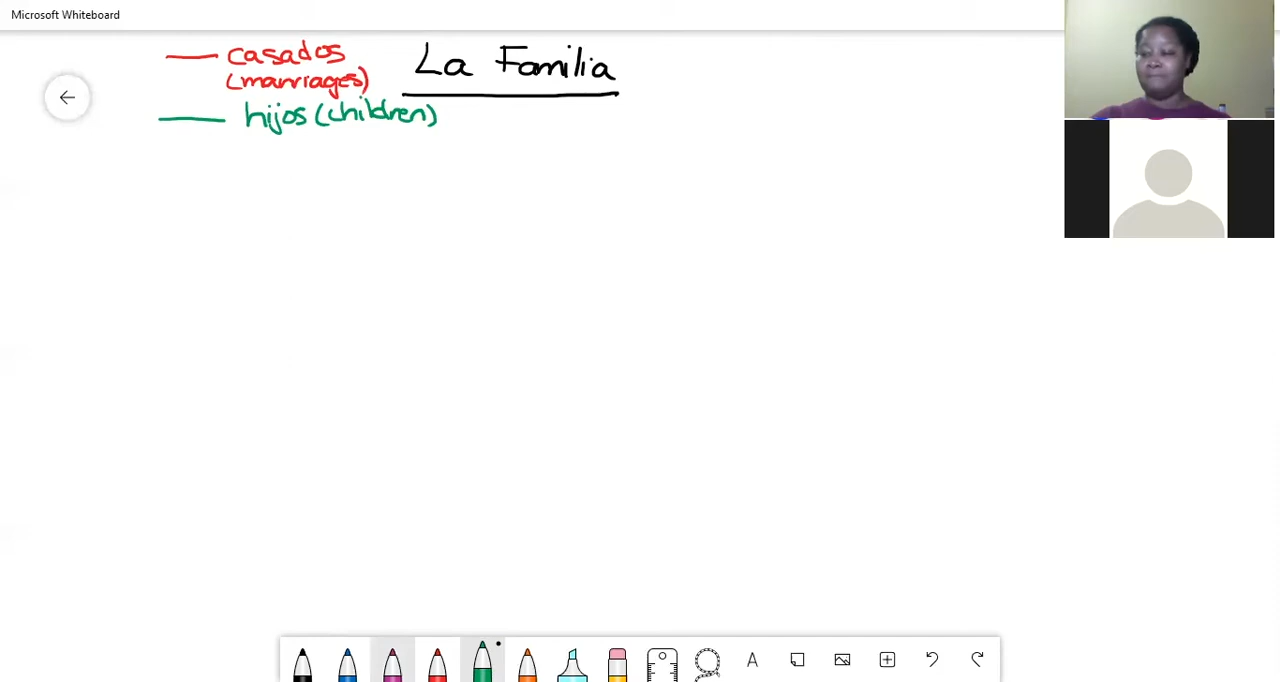 Microsoft Whiteboard
casados
(marriages)
La Familia
hijos (children)
A